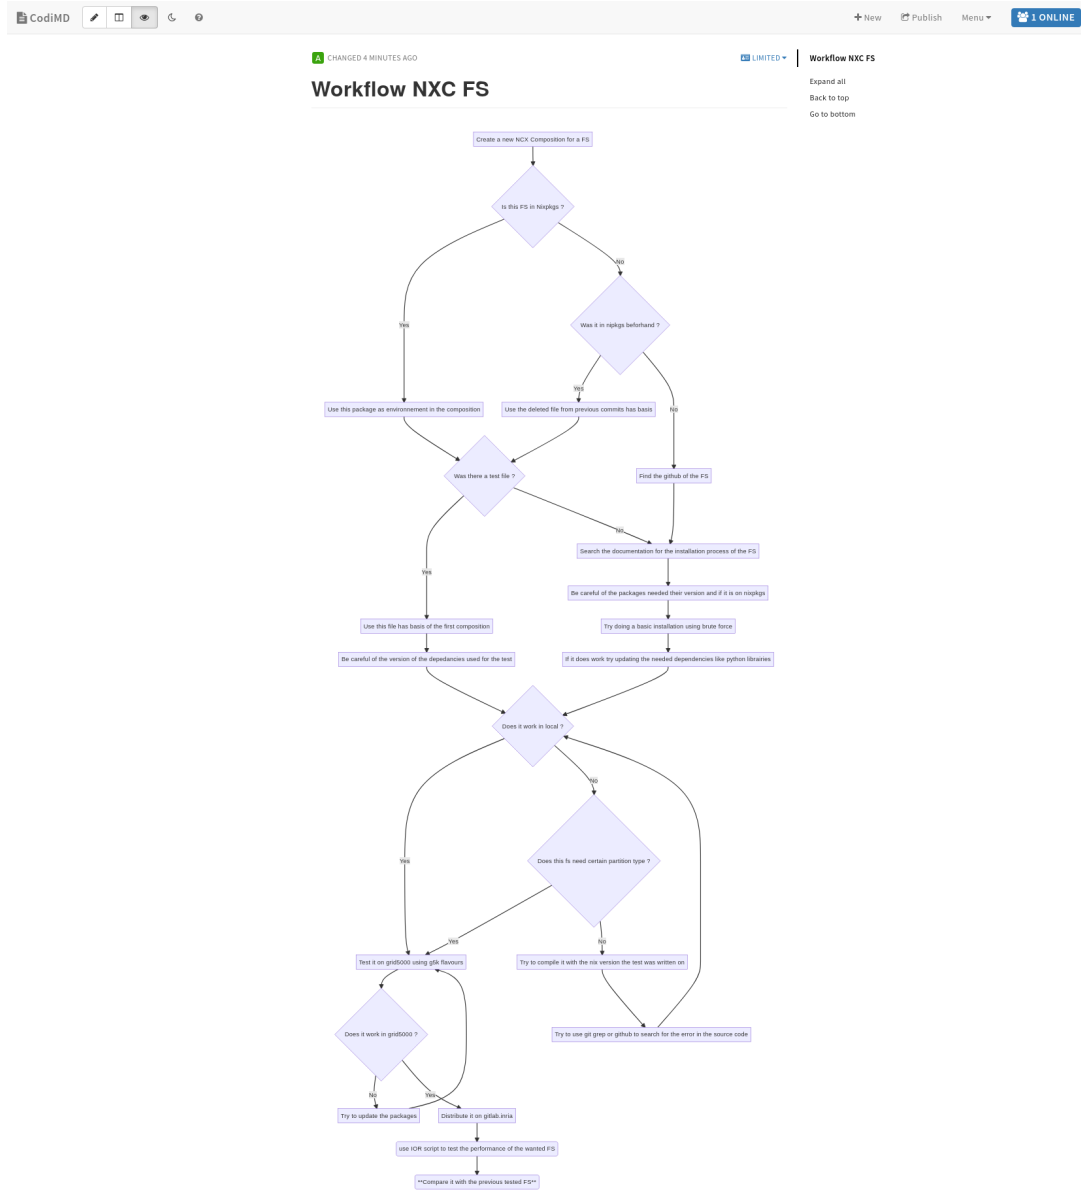 CodiMD
New
Publish
Menu
1 ONLINE
A CHANGED 4 MINUTES AGO
LIMITED
Workflow NXC FS
Expand all
Back to top
Go to bottom
Workflow NXC FS
Create a new NCX Composition for a FS
Is this FS in Nixpkgs ?
No
Yes
Was it in nipkgs beforhand ?
Yes
No
Use this package as environnement in the composition
Use the deleted file from previous commits has basis
Was there a test file ?
Find the github of the FS
No
Search the documentation for the installation process of the FS
Yes
Be careful of the packages needed their version and if it is on nixpkgs
Use this file has basis of the first composition
Try doing a basic installation using brute force
Be careful of the version of the depedancies used for the test
If it does work try updating the needed dependencies like python librairies
Does it work in local ?
No
Yes
Does this fs need certain partition type ?
Yes
No
Test it on grid5000 using g5k flavours
Try to compile it with the nix version the test was written on
Does it work in grid5000 ?
Try to use git grep or github to search for the error in the source code
No
Yes
Try to update the packages
Distribute it on gitlab.inria
use IOR script to test the performance of the wanted FS
**Compare it with the previous tested FS**